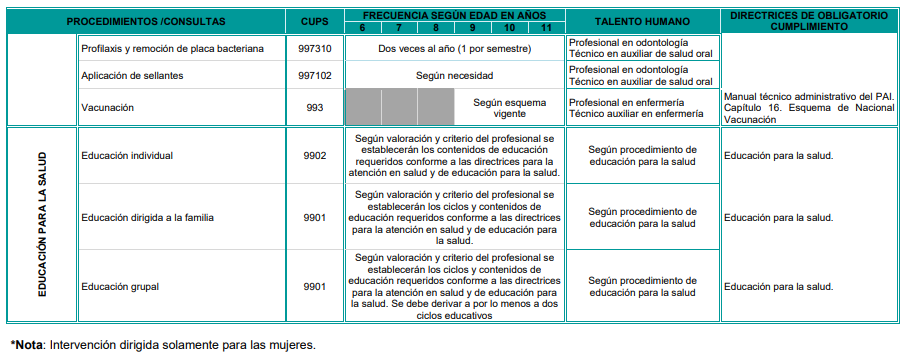 PROCEDIMIENTOS /CONSULTAS
CUPS
FRECUENCIA SEGÚN EDAD EN AÑOS
6 7 8 9 10 11
TALENTO HUMANO
DIRECTRICES DE OBLIGATORIO
CUMPLIMIENTO
Profilaxis y remoción de placa bacteriana
997310
Dos veces al año (1 por semestre)
Profesional en odontología
Técnico en auxiliar de salud oral
Aplicación de sellantes
997102
Según necesidad
Profesional en odontología
Técnico en auxiliar de salud oral
Vacunación
993
Según esquema
vigente
Profesional en enfermería
Técnico auxiliar en enfermería
Manual técnico administrativo del PAI.
Capítulo 16. Esquema de Nacional
Vacunación
EDUCACIÓN PARA LA SALUD
Educación individual
9902
Según valoración y criterio del profesional se
establecerán los contenidos de educación
requeridos conforme a las directrices para la
atención en salud y de educación para la salud.
Según procedimiento de
educación para la salud
Educación para la salud.
Educación dirigida a la familia
9901
Según valoración y criterio del profesional se
establecerán los ciclos y contenidos de
educación requeridos conforme a las directrices
para la atención en salud y de educación para
la salud.
Según procedimiento de
educación para la salud
Educación para la salud.
Educación grupal
9901
Según valoración y criterio del profesional se
establecerán los ciclos y contenidos de
educación requeridos conforme a las directrices
para la atención en salud y de educación para
la salud. Se debe derivar a por lo menos a dos
ciclos educativos
Según procedimiento de
educación para la salud
Educación para la salud.
*Nota: Intervención dirigida solamente para las mujeres.